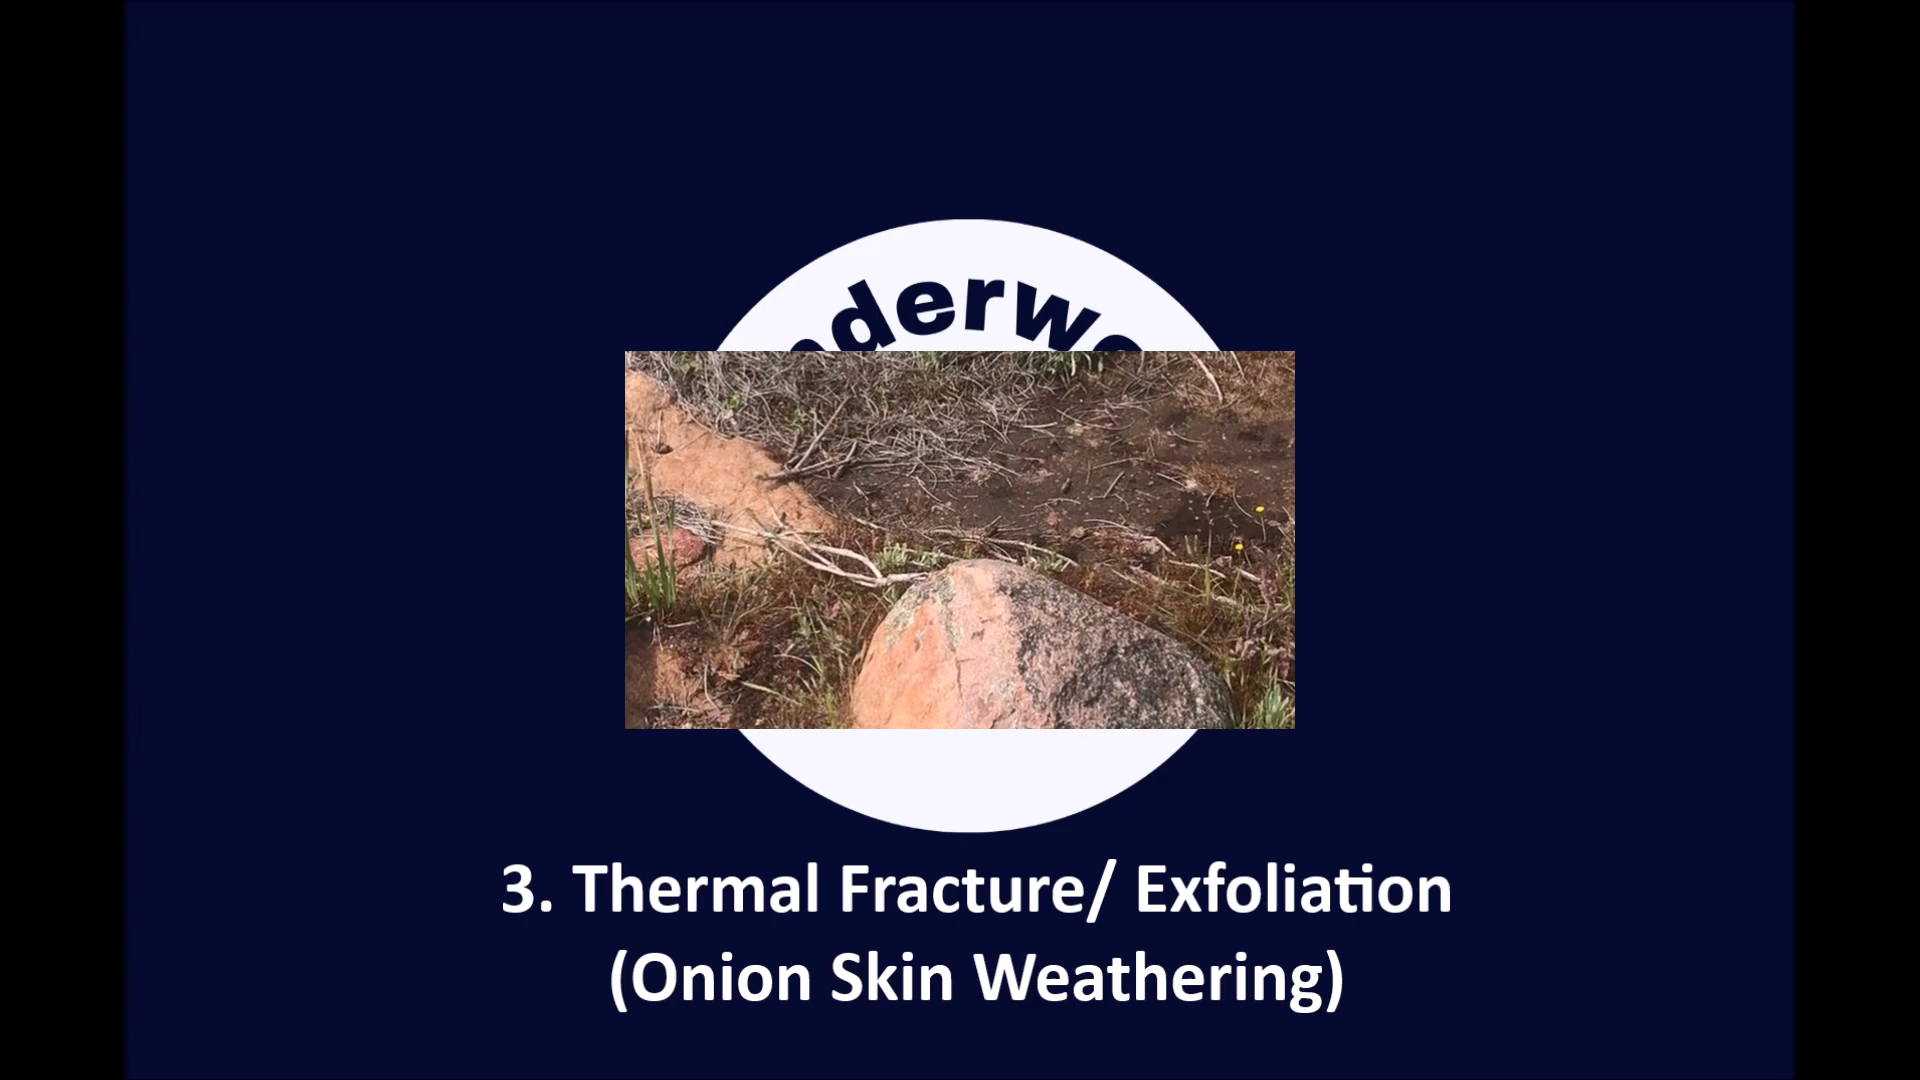 3. Thermal Fracture/ Exfoliation
(Onion Skin Weathering)